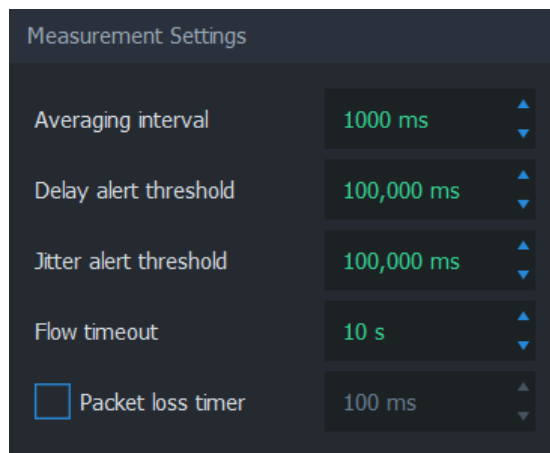 Measurement Settings
Averaging interval 1000 ms
Delay alert threshold 100,000 ms
Jitter alert threshold 100,000 ms
Flow timeout 10 s
Packet loss timer 100 ms